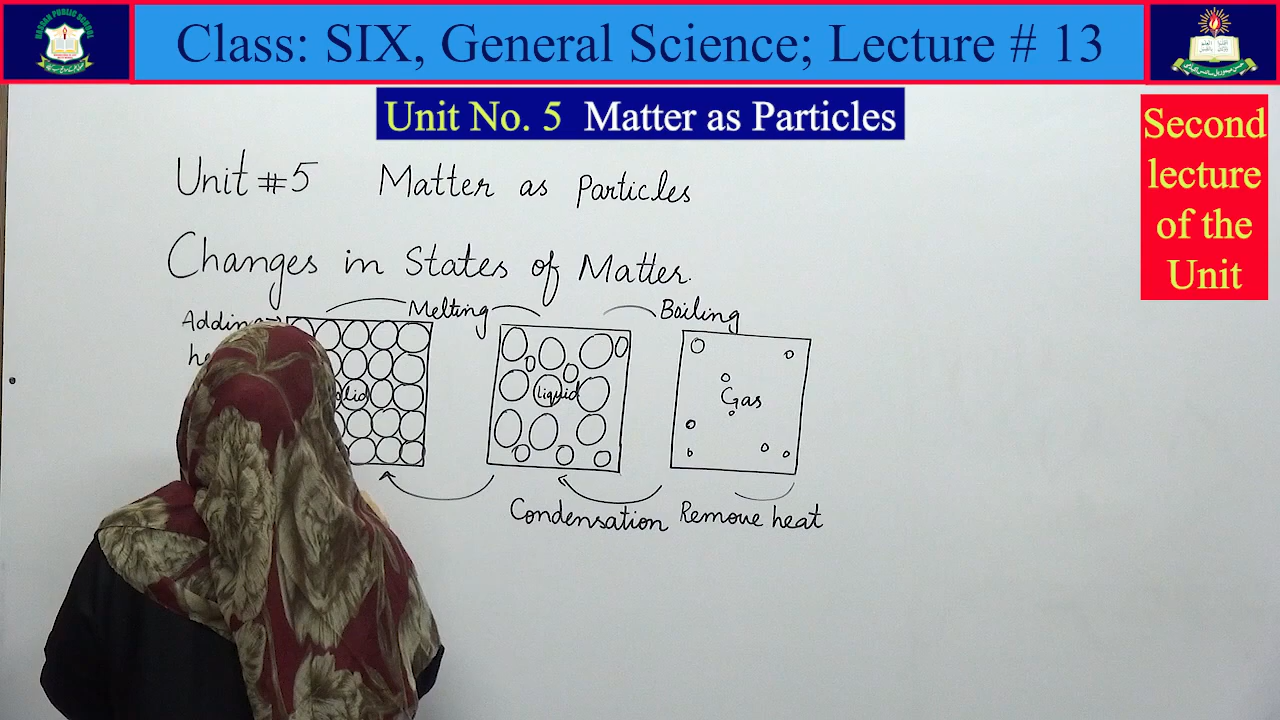 Class: SIX, General Science; Lecture # 13
Unit No. 5 Matter as Particles
Second
lecture
of the
Unit
Unit #5 Matter as Particles
Changes in States of Matter.
Adding Melting Boiling
Liquid Gas
Condensation Remove heat